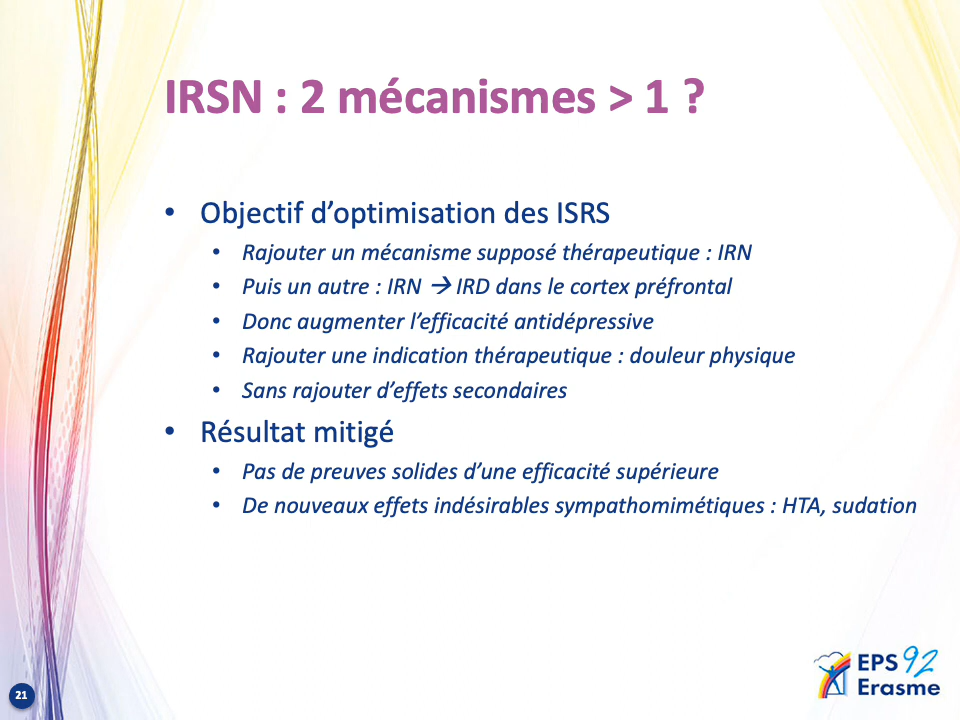 IRSN : 2 mécanismes > 1 ?
• Objectif d’optimisation des ISRS
• Rajouter un mécanisme supposé thérapeutique : IRN
• Puis un autre : IRN → IRD dans le cortex préfrontal
• Donc augmenter l’efficacité antidépressive
• Rajouter une indication thérapeutique : douleur physique
• Sans rajouter d’effets secondaires
• Résultat mitigé
• Pas de preuves solides d’une efficacité supérieure
• De nouveaux effets indésirables sympathomimétiques : HTA, sudation
21
EPS 92
Erasme